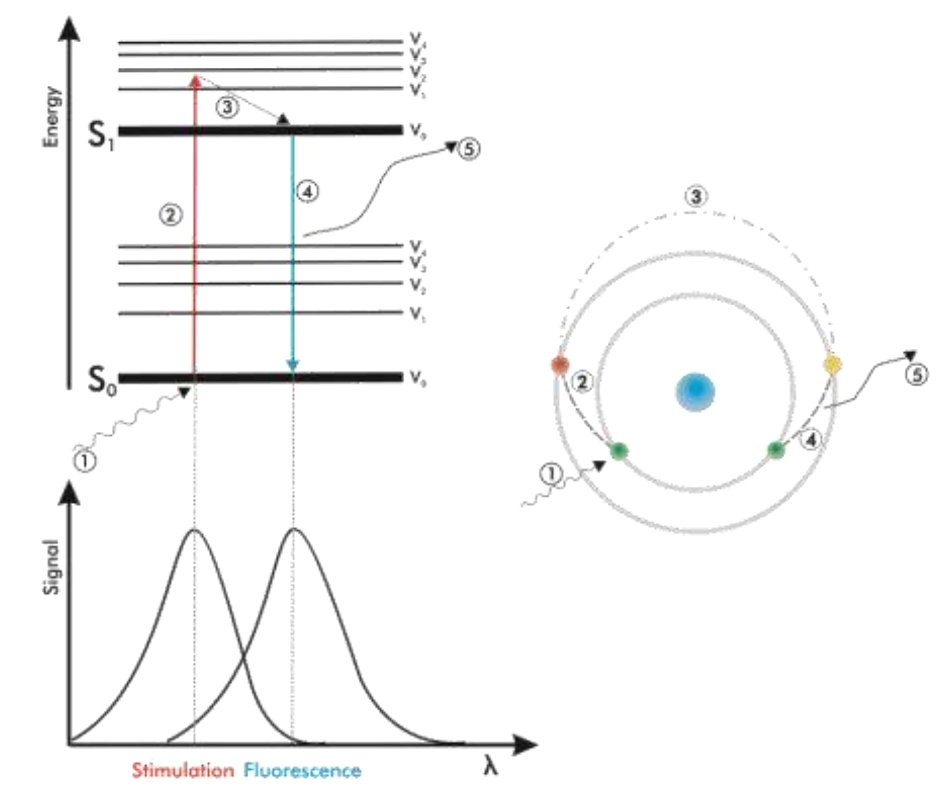 Energy
V₄
V₃
V₂
V₁
S₁
V₀
③
⑤
④
②
V₄
V₃
V₂
V₁
S₀
V₀
①
Signal
Stimulation Fluorescence
λ
③
②
⑤
④
①